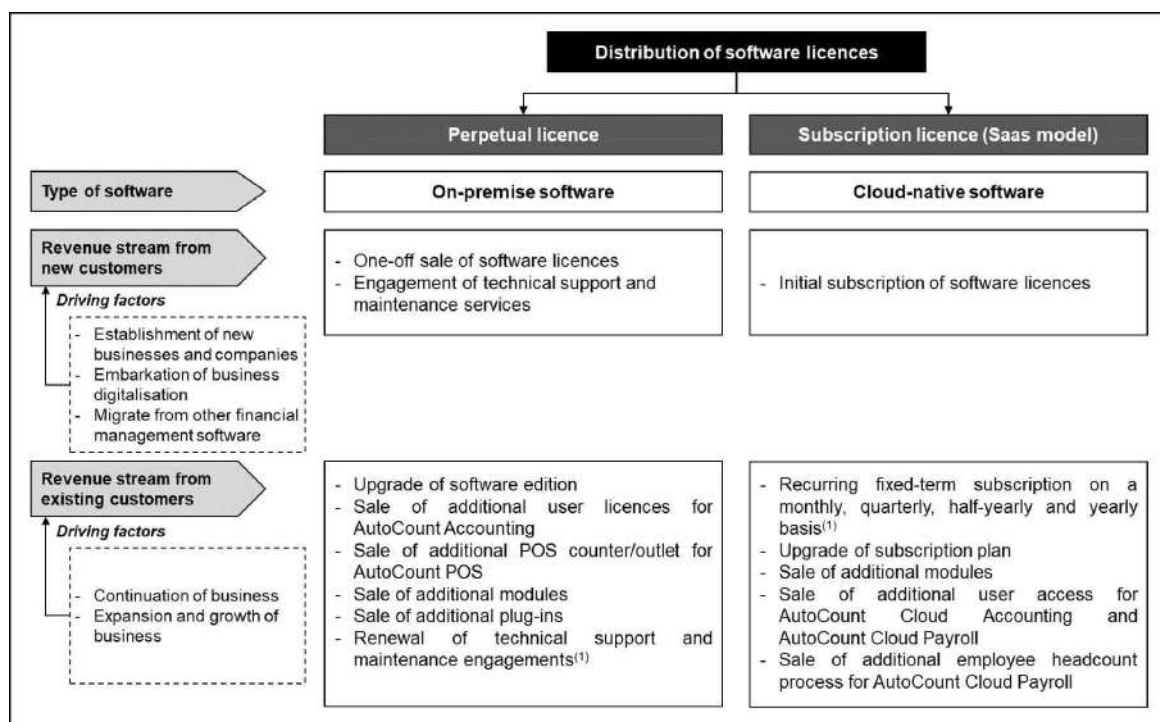 Distribution of software licences
Perpetual licence
Subscription licence (Saas model)
Type of software
On-premise software
Cloud-native software
Revenue stream from
new customers
- One-off sale of software licences
- Engagement of technical support and
maintenance services
- Initial subscription of software licences
Driving factors
- Establishment of new
businesses and companies
- Embarkation of business
digitalisation
- Migrate from other financial
management software
Revenue stream from
existing customers
- Upgrade of software edition
- Sale of additional user licences for
AutoCount Accounting
- Sale of additional POS counter/outlet for
AutoCount POS
- Sale of additional modules
- Sale of additional plug-ins
- Renewal of technical support and
maintenance engagements(1)
- Recurring fixed-term subscription on a
monthly, quarterly, half-yearly and yearly
basis(1)
- Upgrade of subscription plan
- Sale of additional modules
- Sale of additional user access for
AutoCount Cloud Accounting and
AutoCount Cloud Payroll
- Sale of additional employee headcount
process for AutoCount Cloud Payroll
Driving factors
- Continuation of business
- Expansion and growth of
business